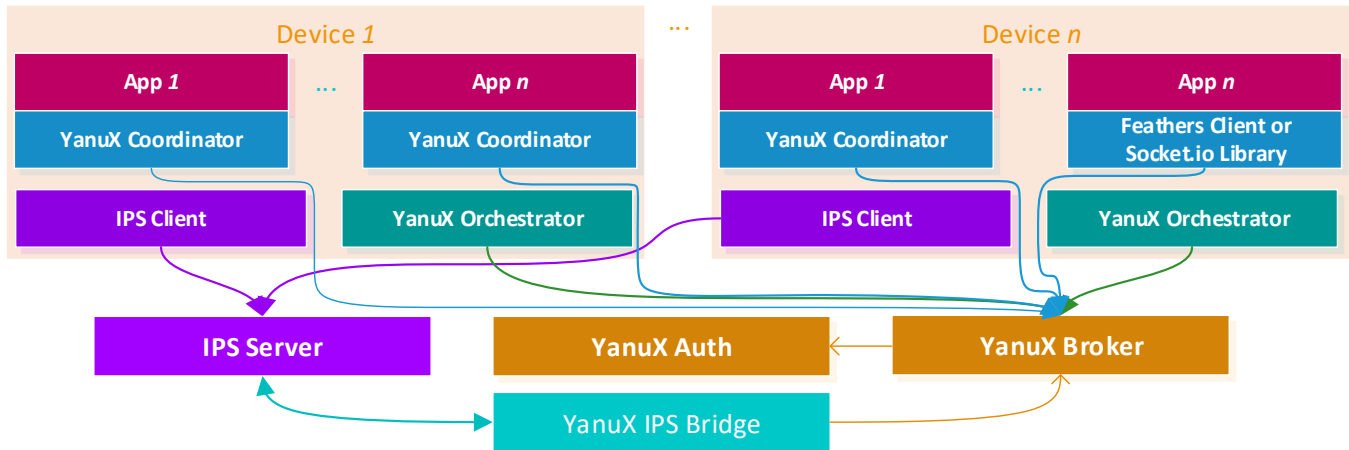 Device 1
...
Device n
App 1
...
App n
App 1
...
App n
YanuX Coordinator
YanuX Coordinator
YanuX Coordinator
Feathers Client or
Socket.io Library
IPS Client
YanuX Orchestrator
IPS Client
YanuX Orchestrator
IPS Server
YanuX Auth
YanuX Broker
YanuX IPS Bridge